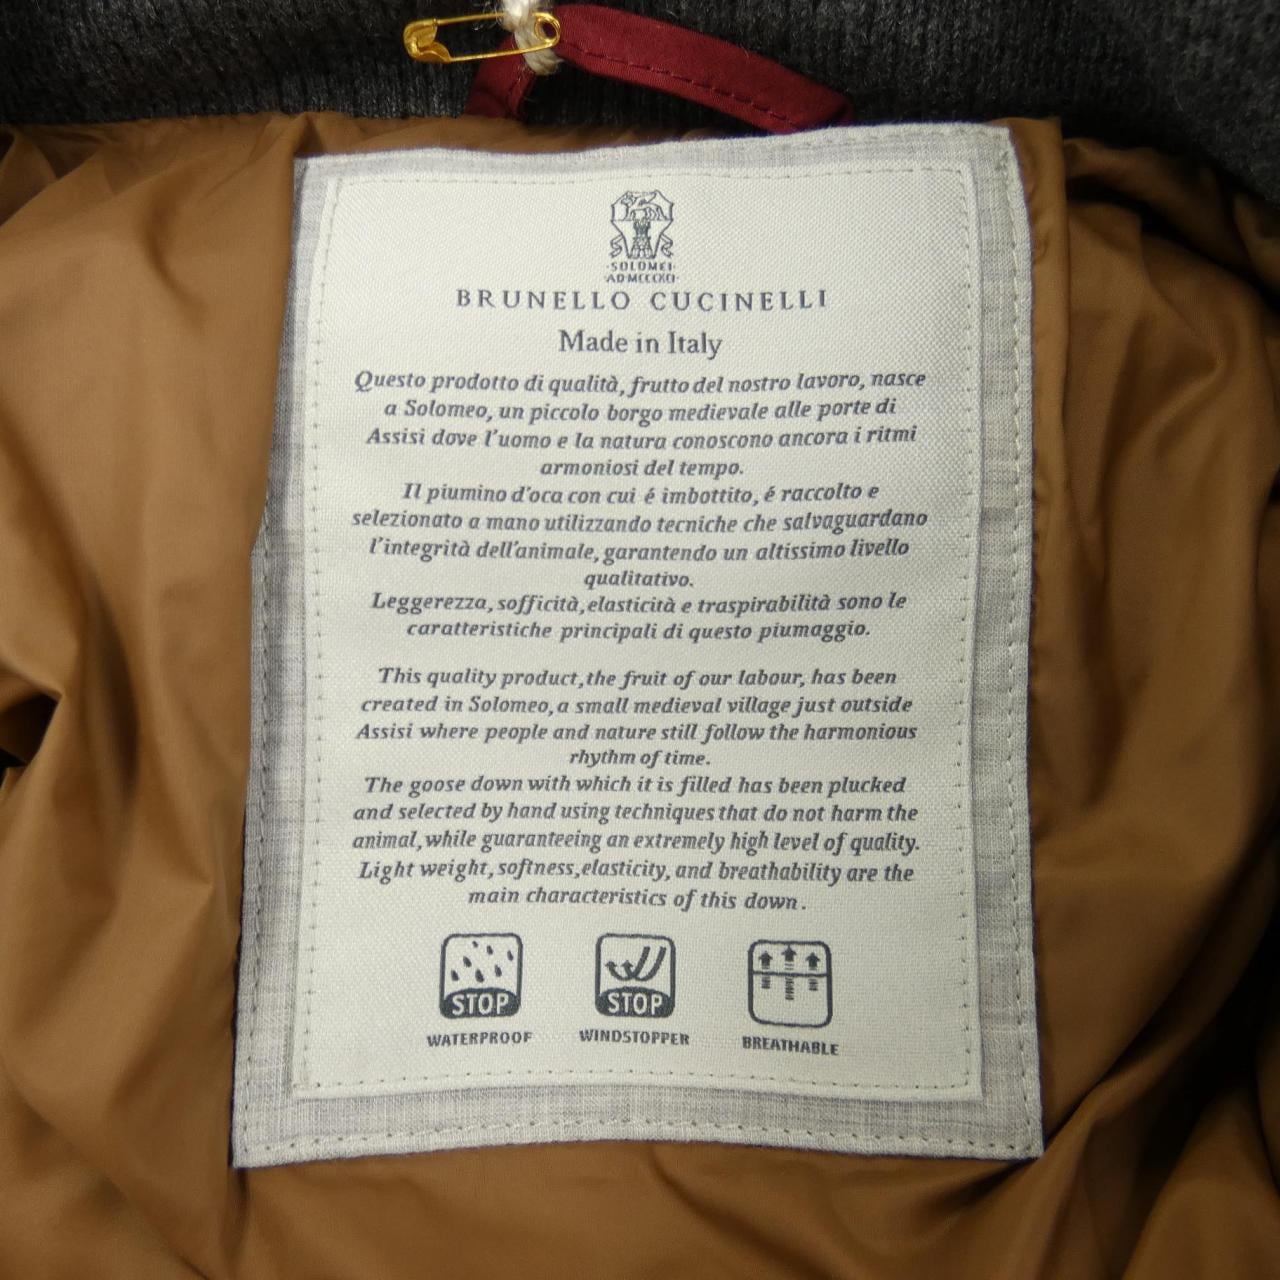 ·SOLOMEI·
·AD·MCCCXCI·
BRUNELLO CUCINELLI
Made in Italy
Questo prodotto di qualità, frutto del nostro lavoro, nasce
a Solomeo, un piccolo borgo medievale alle porte di
Assisi dove l'uomo e la natura conoscono ancora i ritmi
armoniosi del tempo.
Il piumino d'oca con cui é imbottito, é raccolto e
selezionato a mano utilizzando tecniche che salvaguardano
l'integrità dell'animale, garantendo un altissimo livello
qualitativo.
Leggerezza, sofficità, elasticità e traspirabilità sono le
caratteristiche principali di questo piumaggio.
This quality product, the fruit of our labour, has been
created in Solomeo, a small medieval village just outside
Assisi where people and nature still follow the harmonious
rhythm of time.
The goose down with which it is filled has been plucked
and selected by hand using techniques that do not harm the
animal, while guaranteeing an extremely high level of quality.
Light weight, softness, elasticity, and breathability are the
main characteristics of this down.
STOP STOP
WATERPROOF WINDSTOPPER BREATHABLE